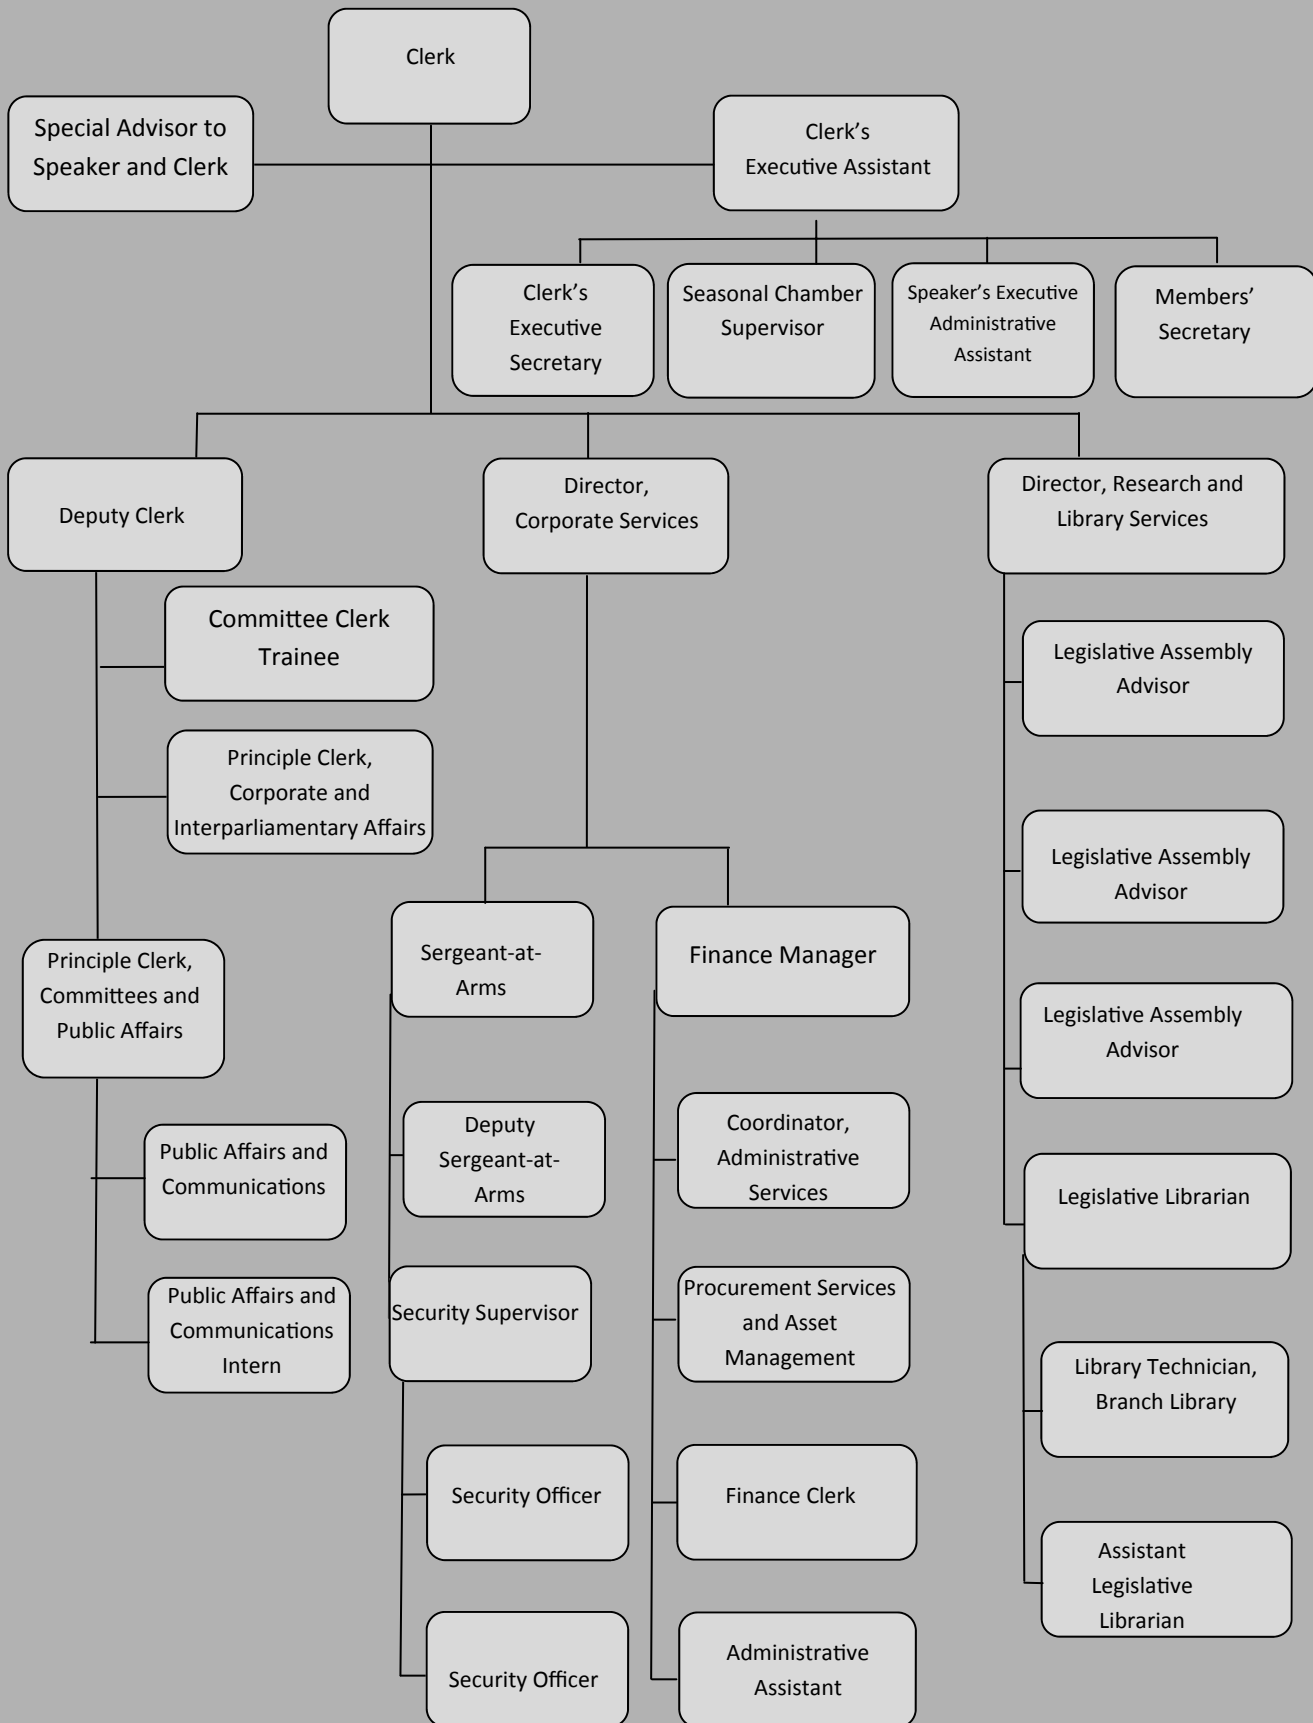 Clerk
Special Advisor to
Speaker and Clerk
Clerk’s
Executive Assistant
Clerk’s
Executive
Secretary
Seasonal Chamber
Supervisor
Speaker’s Executive
Administrative
Assistant
Members’
Secretary
Deputy Clerk
Director,
Corporate Services
Director, Research and
Library Services
Committee Clerk
Trainee
Principle Clerk,
Corporate and
Interparliamentary Affairs
Principle Clerk,
Committees and
Public Affairs
Public Affairs and
Communications
Public Affairs and
Communications
Intern
Sergeant-at-
Arms
Deputy
Sergeant-at-
Arms
Security Supervisor
Security Officer
Security Officer
Finance Manager
Coordinator,
Administrative
Services
Procurement Services
and Asset
Management
Finance Clerk
Administrative
Assistant
Legislative Assembly
Advisor
Legislative Assembly
Advisor
Legislative Assembly
Advisor
Legislative Librarian
Library Technician,
Branch Library
Assistant
Legislative
Librarian